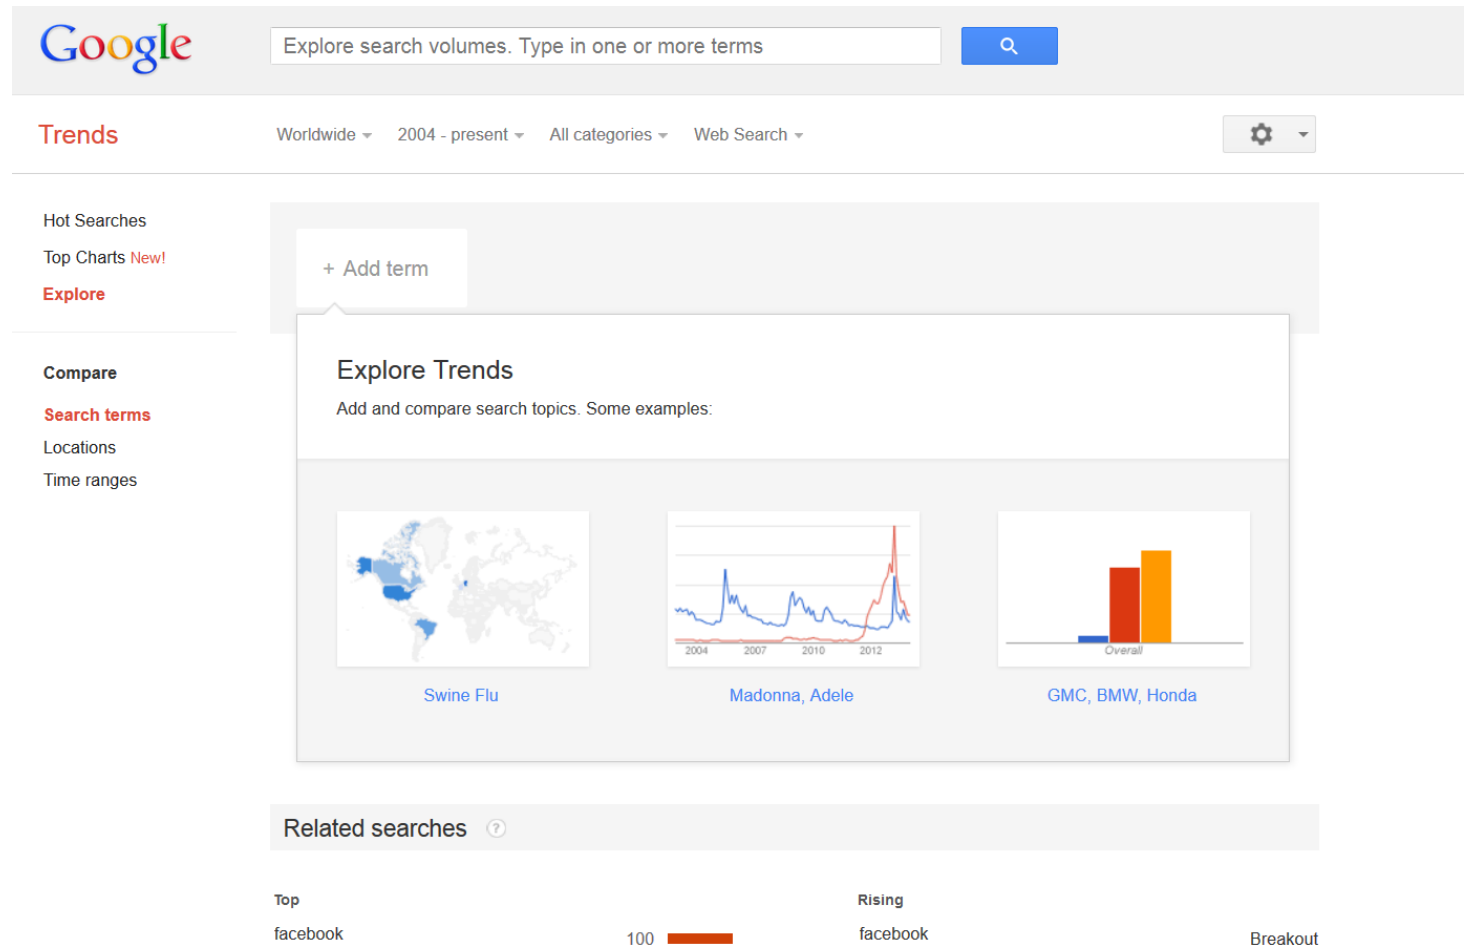 Google
Explore search volumes. Type in one or more terms
Trends
Worldwide
2004 - present
All categories
Web Search
Hot Searches
Top Charts New!
Explore
Compare
Search terms
Locations
Time ranges
+ Add term
Explore Trends
Add and compare search topics. Some examples:
2004 2007 2010 2012
Overall
Swine Flu
Madonna, Adele
GMC, BMW, Honda
Related searches ?
Top
facebook 100
Rising
facebook Breakout